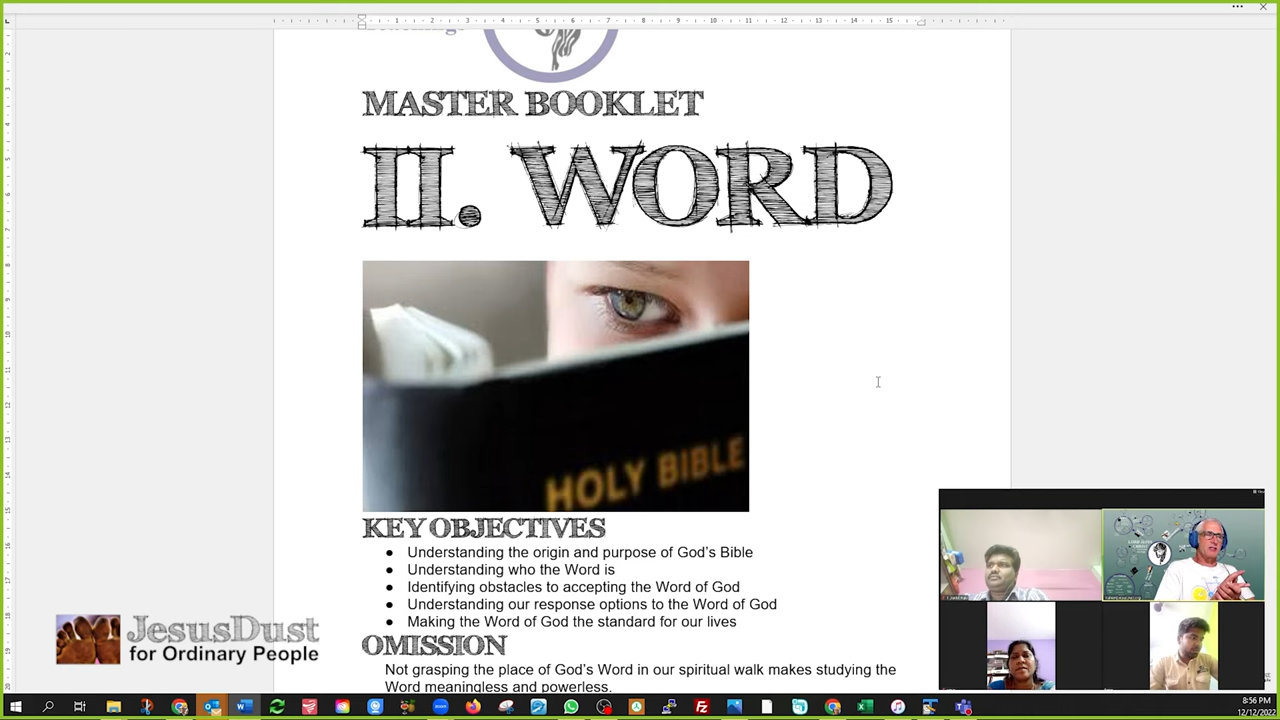 MASTER BOOKLET
II. WORD
HOLY BIBLE
KEY OBJECTIVES
● Understanding the origin and purpose of God's Bible
● Understanding who the Word is
● Identifying obstacles to accepting the Word of God
● Understanding our response options to the Word of God
● Making the Word of God the standard for our lives
OMISSION
Not grasping the place of God's Word in our spiritual walk makes studying the
Word meaningless and powerless.
JesusDust
for Ordinary People
8:56 PM
12/12/2022